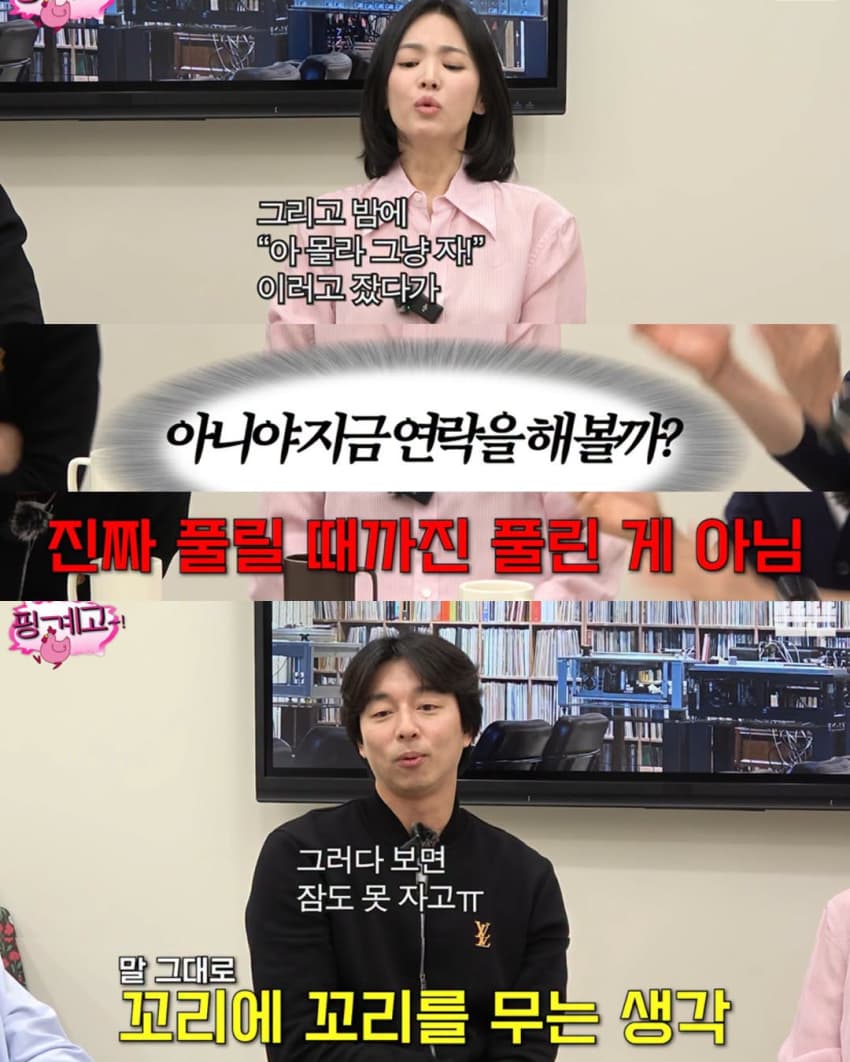 그리고 밤에
“아 몰라 그냥 자!”
이러고 잤다가
아니야 지금 연락을 해 볼까?
진짜 풀릴 때까진 풀린 게 아님
핑계고!
그러다 보면
잠도 못 자고ㅠ
말 그대로
꼬리에 꼬리를 무는 생각